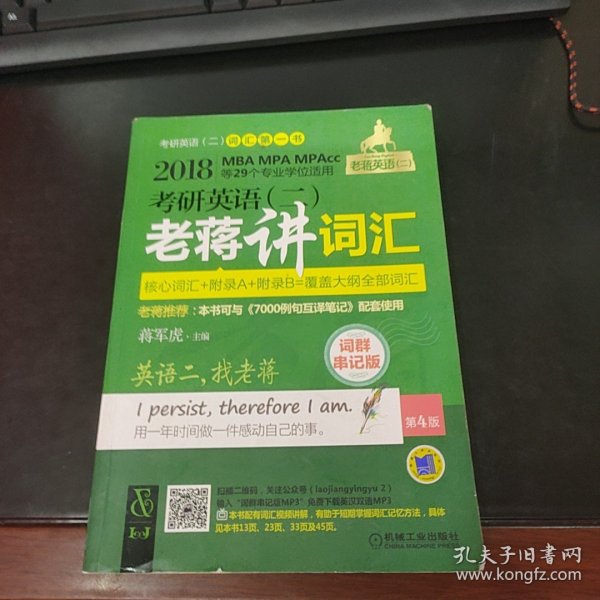 考研英语(二)词汇第一书
2018 MBA MPA MPAcc
等29个专业学位适用
老蒋英语(二)
考研英语(二)
老蒋讲词汇
核心词汇+附录A+附录B=覆盖大纲全部词汇
老蒋推荐:本书可与《7000例句互译笔记》配套使用
蒋军虎·主编
词群
串记版
英语二,找老蒋
I persist, therefore I am.
用一年时间做一件感动自己的事。
第4版
扫描二维码,关注公众号(laojiangyingyu 2)
输入“词群串记版MP3”免费下载英汉双语MP3
本书配有词汇视频讲解,有助于短期掌握词汇记忆方法,具体
见本书13页、23页、33页及45页。
机械工业出版社
CHINA MACHINE PRESS
孔夫子旧书网
www.kongfz.com